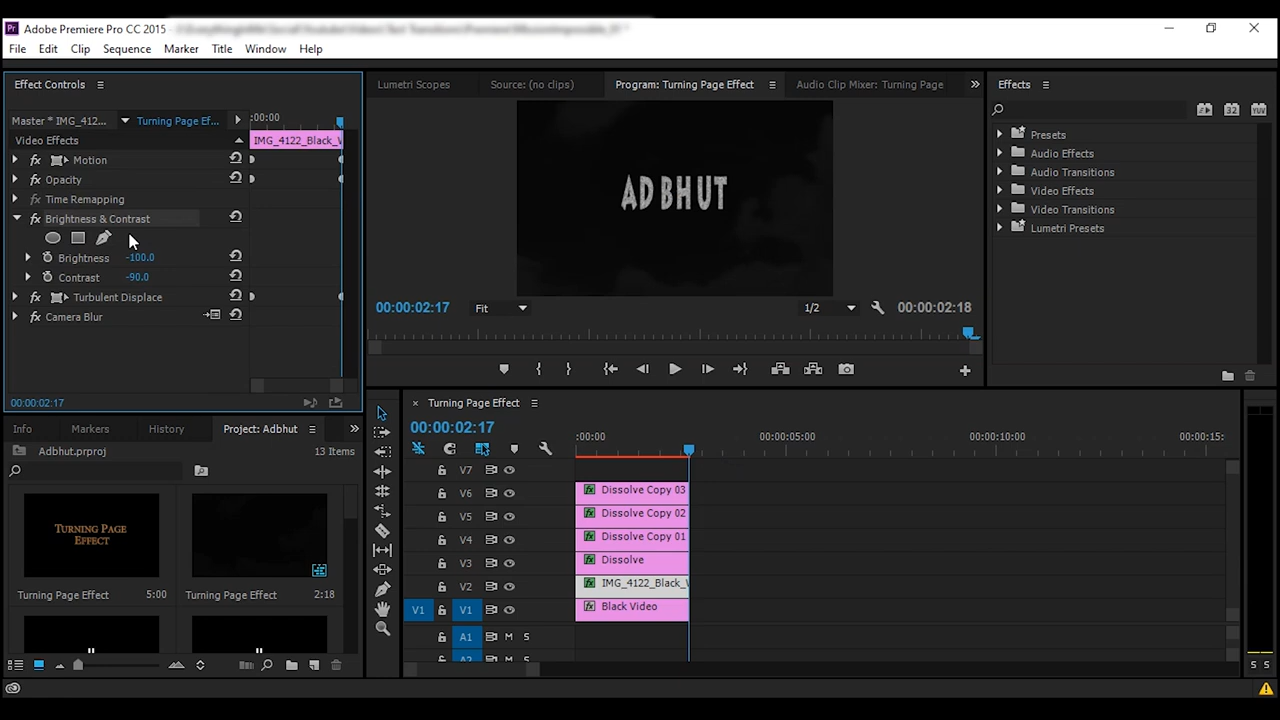 Adobe Premiere Pro CC 2015 -
File Edit Clip Sequence Marker Title Window Help
Effect Controls
Lumetri Scopes Source: (no clips) Program: Turning Page Effect Audio Clip Mixer: Turning Page
Effects
Master * IMG_412... Turning Page Ef... :00:00
Video Effects IMG_4122_Black_V
Motion
Opacity
Time Remapping
Brightness & Contrast
Brightness -100.0
Contrast -90.0
Turbulent Displace
Camera Blur
00:00:02:17
AD BHUT
00:00:02:17 Fit 1/2 00:00:02:18
32 YUV
Presets
Audio Effects
Audio Transitions
Video Effects
Video Transitions
Lumetri Presets
Info Markers History Project: Adbhut
Adbhut.prproj 13 Items
TURNING PAGE
EFFECT
Turning Page Effect 5:00 Turning Page Effect 2:18
× Turning Page Effect
00:00:02:17
:00:00 00:00:05:00 00:00:10:00 00:00:15:
V7
V6 Dissolve Copy 03
V5 Dissolve Copy 02
V4 Dissolve Copy 01
V3 Dissolve
V2 IMG_4122_Black_V
V1 V1 Black Video
A1 M S
A2 M S
S S